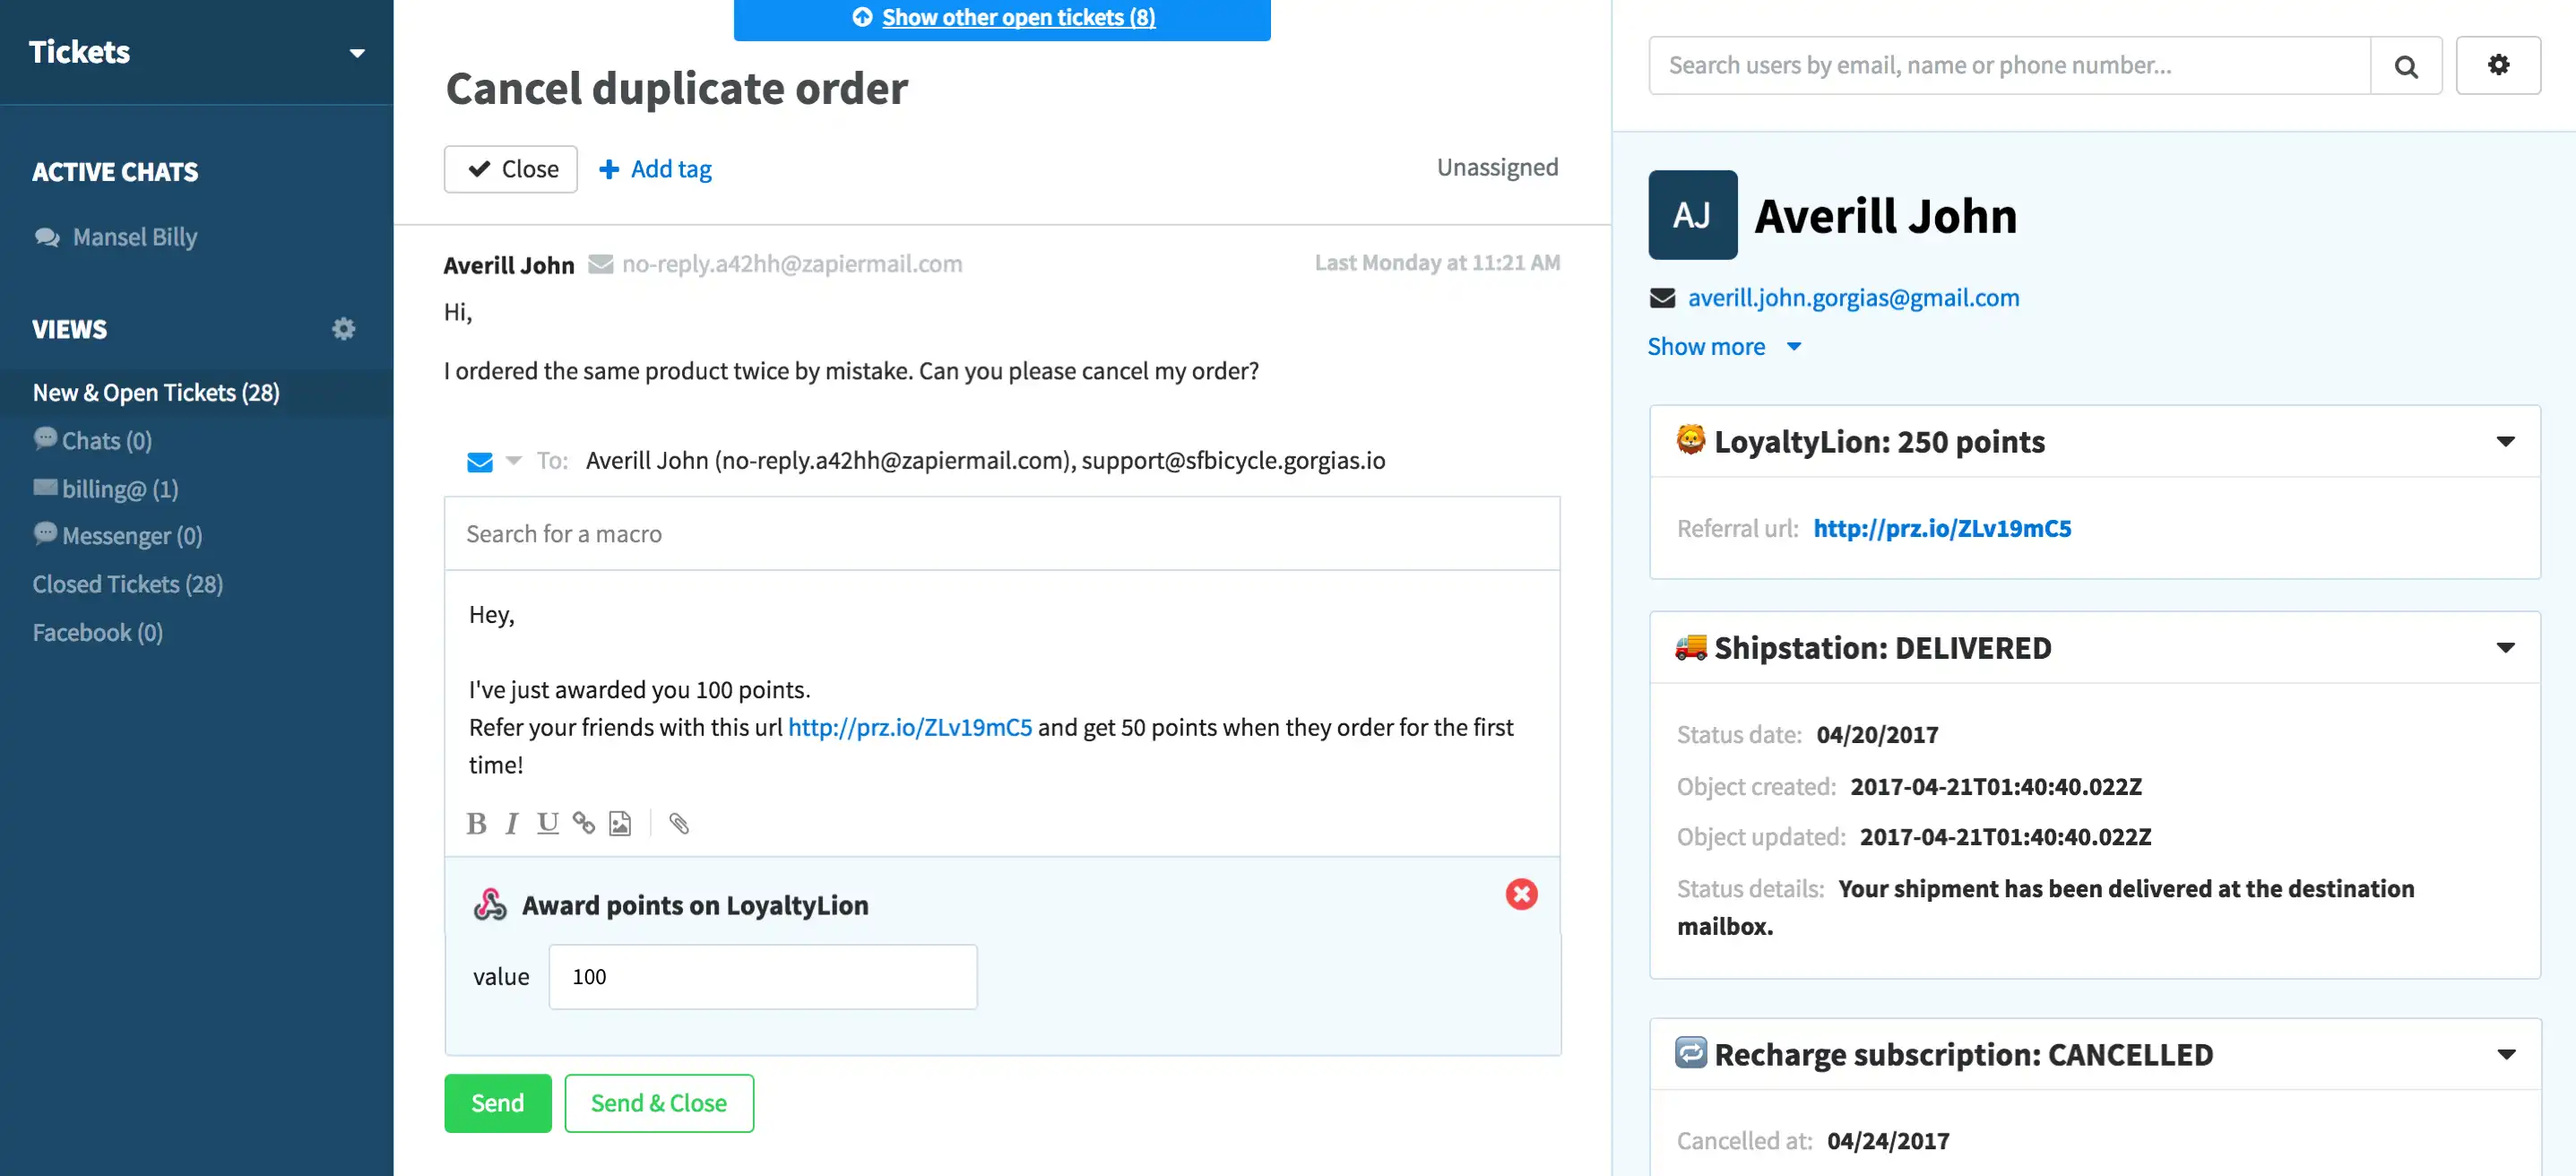 Tickets
ACTIVE CHATS
Mansel Billy
VIEWS
New & Open Tickets (28)
Chats (0)
billing@ (1)
Messenger (0)
Closed Tickets (28)
Facebook (0)
Show other open tickets (8)
Cancel duplicate order
Close
Add tag
Unassigned
Averill John no-reply.a42hh@zapiermail.com Last Monday at 11:21 AM
Hi,
I ordered the same product twice by mistake. Can you please cancel my order?
To: Averill John (no-reply.a42hh@zapiermail.com), support@sfbicycle.gorgias.io
Search for a macro
Hey,
I've just awarded you 100 points.
Refer your friends with this url http://prz.io/ZLv19mC5 and get 50 points when they order for the first
time!
B I U
Award points on LoyaltyLion
value 100
Send
Send & Close
Search users by email, name or phone number...
AJ
Averill John
averill.john.gorgias@gmail.com
Show more
LoyaltyLion: 250 points
Referral url: http://prz.io/ZLv19mC5
Shipstation: DELIVERED
Status date: 04/20/2017
Object created: 2017-04-21T01:40:40.022Z
Object updated: 2017-04-21T01:40:40.022Z
Status details: Your shipment has been delivered at the destination
mailbox.
Recharge subscription: CANCELLED
Cancelled at: 04/24/2017